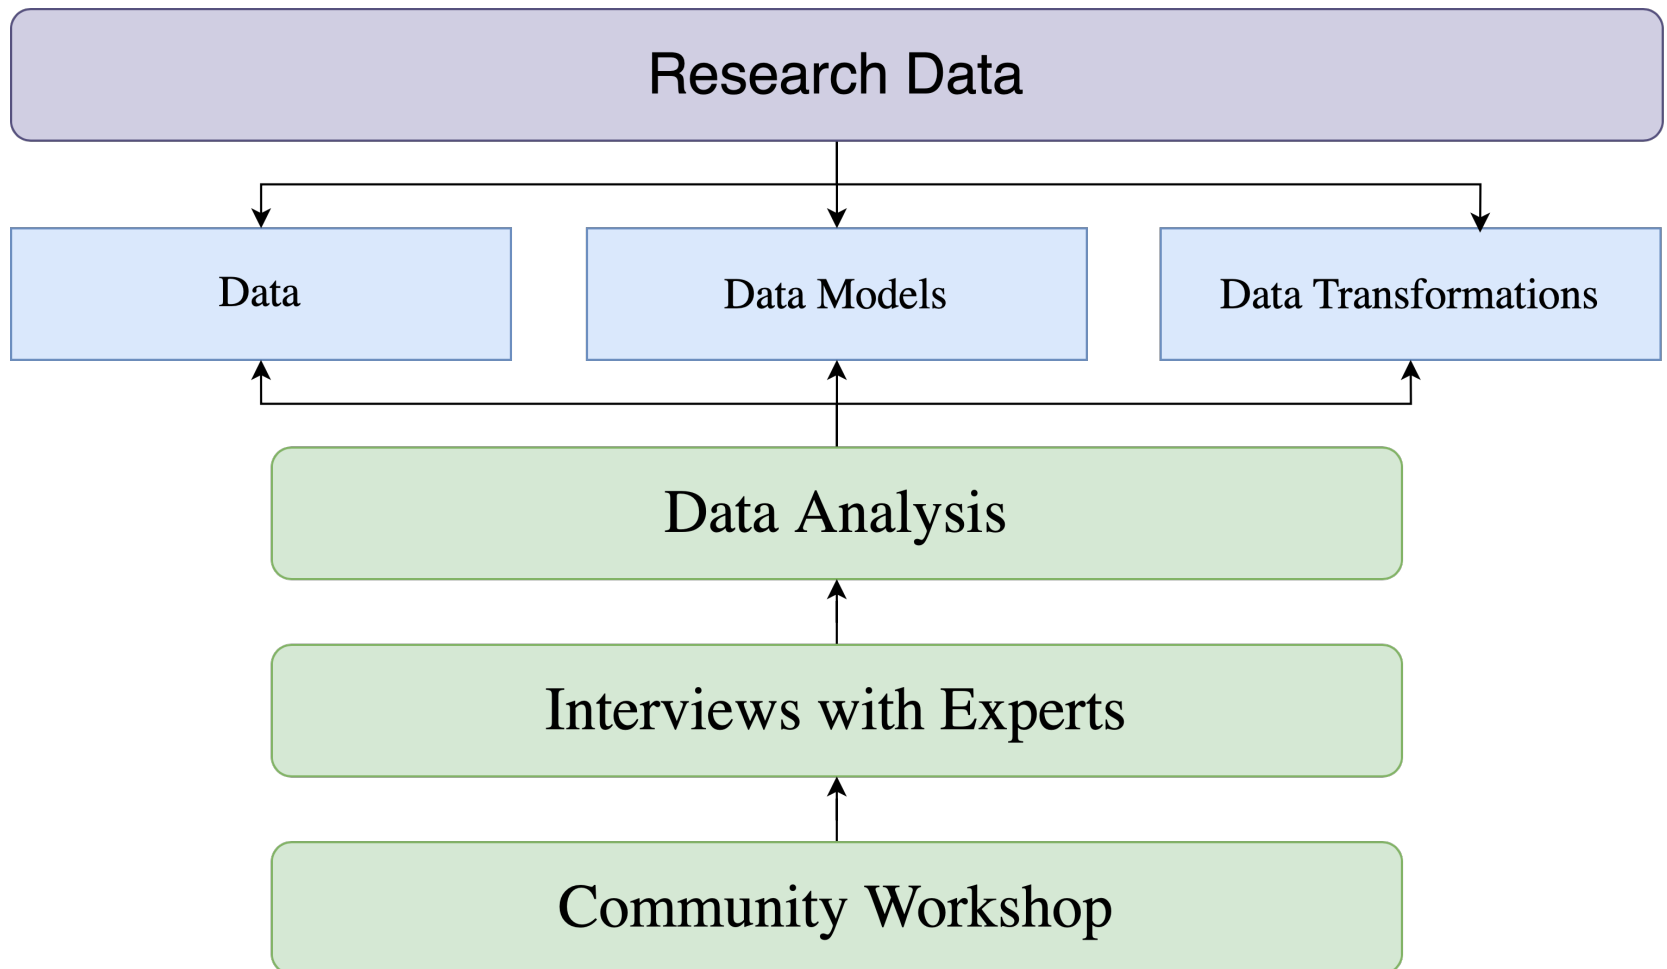 Research Data
Data
Data Models
Data Transformations
Data Analysis
Interviews with Experts
Community Workshop